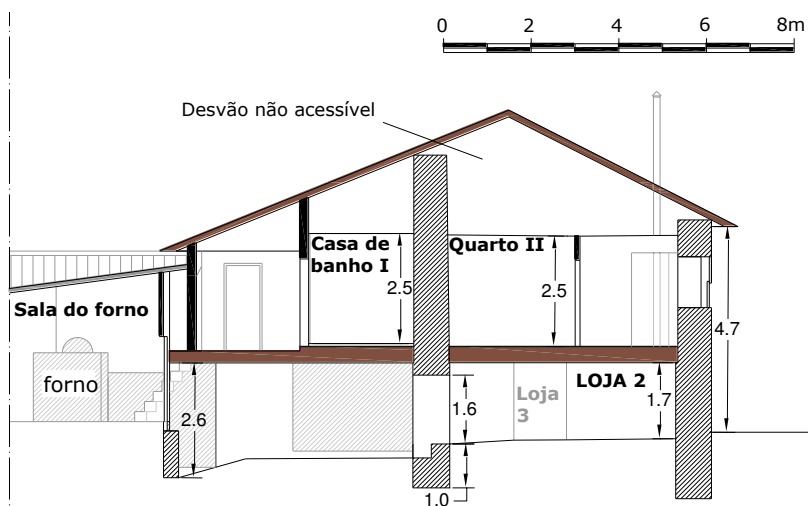 0 2 4 6 8m
Desvão não acessível
Casa de
banho I
Quarto II
2.5
2.5
Sala do forno
4.7
forno
LOJA 2
Loja
3
2.6
1.6
1.7
1.0